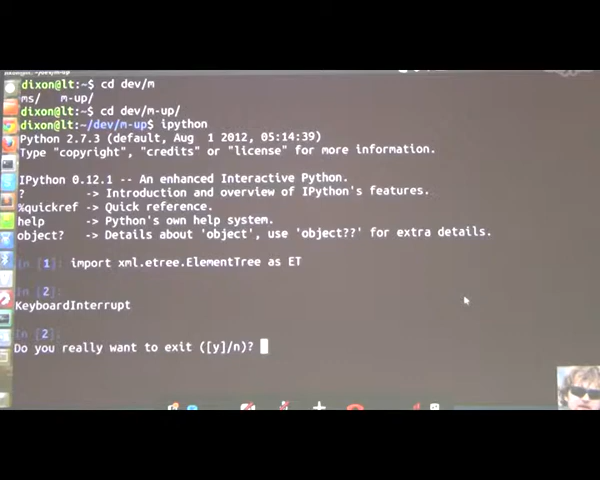 dixon@lt:~$ cd dev/m
ms/   m-up/
dixon@lt:~$ cd dev/m-up/
dixon@lt:~/dev/m-up$ ipython
Python 2.7.3 (default, Aug  1 2012, 05:14:39)
Type "copyright", "credits" or "license" for more information.
IPython 0.12.1 -- An enhanced Interactive Python.
?         -> Introduction and overview of IPython's features.
%quickref -> Quick reference.
help      -> Python's own help system.
object?   -> Details about 'object', use 'object??' for extra details.
In [1]: import xml.etree.ElementTree as ET
In [2]:
KeyboardInterrupt
In [2]:
Do you really want to exit ([y]/n)?